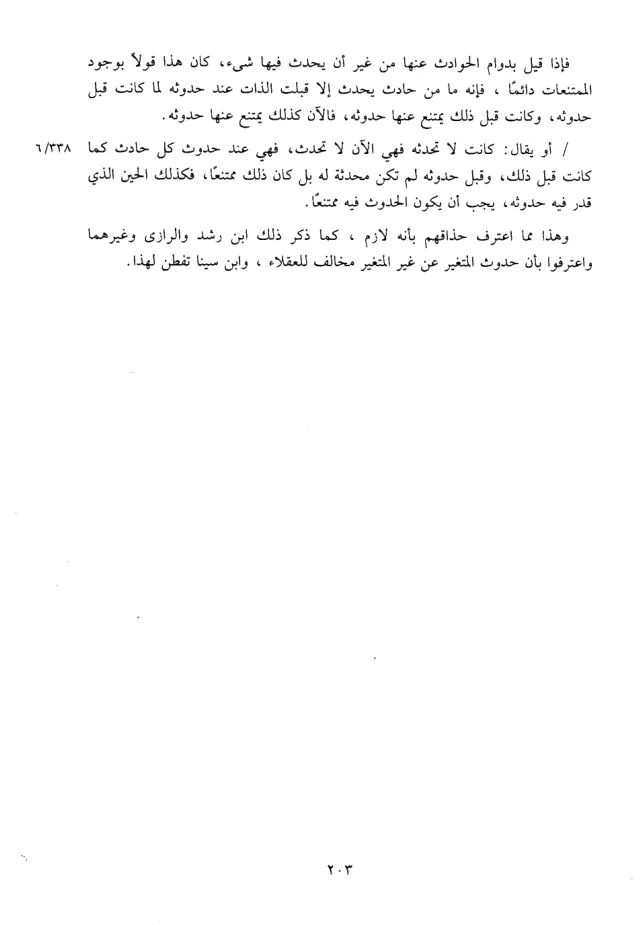 فإذا قيل بدوام الحوادث عنها من غير أن يحدث فيها شىء، كان هذا قولاً بوجود
الممتنعات دائمًا ، فإنه ما من حادث يحدث إلا قبلت الذات عند حدوثه لما كانت قبل
حدوثه، وكانت قبل ذلك يمتنع عنها حدوثه، فالآن كذلك يمتنع عنها حدوثه.
/ أو يقال: كانت لا تحدثه فهي الآن لا تحدث، فهي عند حدوث كل حادث كما ٦/٣٣٨
كانت قبل ذلك، وقبل حدوثه لم تكن محدثة له بل كان ذلك ممتنعًا، فكذلك الحين الذي
قدر فيه حدوثه، يجب أن يكون الحدوث فيه ممتنعًا.
وهذا مما اعترف حذاقهم بأنه لازم ، كما ذكر ذلك ابن رشد والرازى وغيرهما
واعترفوا بأن حدوث المتغير عن غير المتغير مخالف للعقلاء ، وابن سينا تفطن لهذا.
٢٠٣